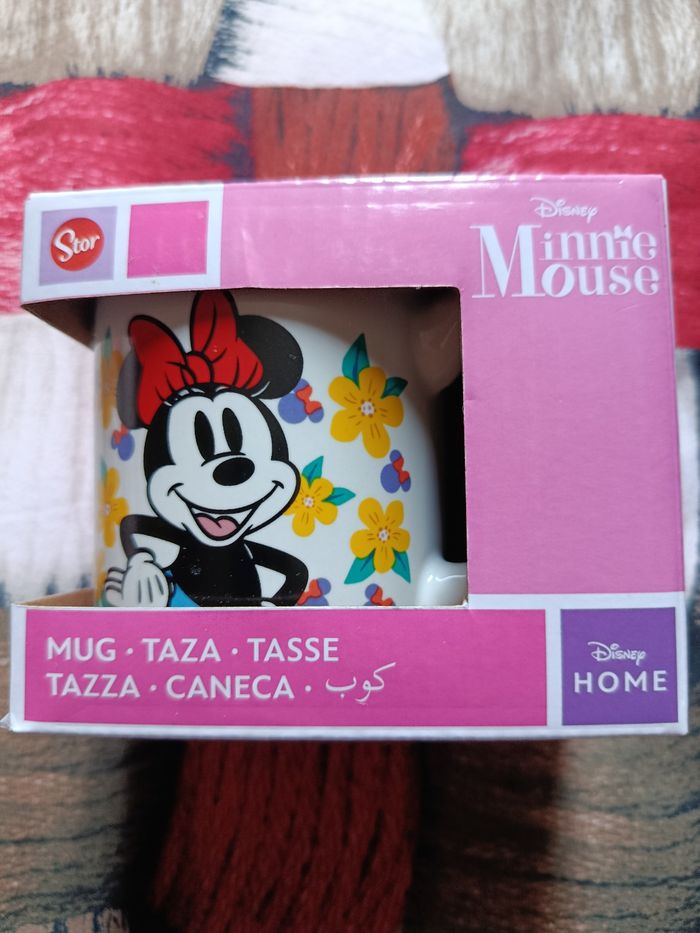 Stor
Disney
Minnie
Mouse
MUG · TAZA · TASSE
TAZZA · CANECA · كوب
Disney
HOME